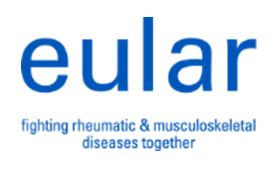 eular
fighting rheumatic & musculoskeletal
diseases together